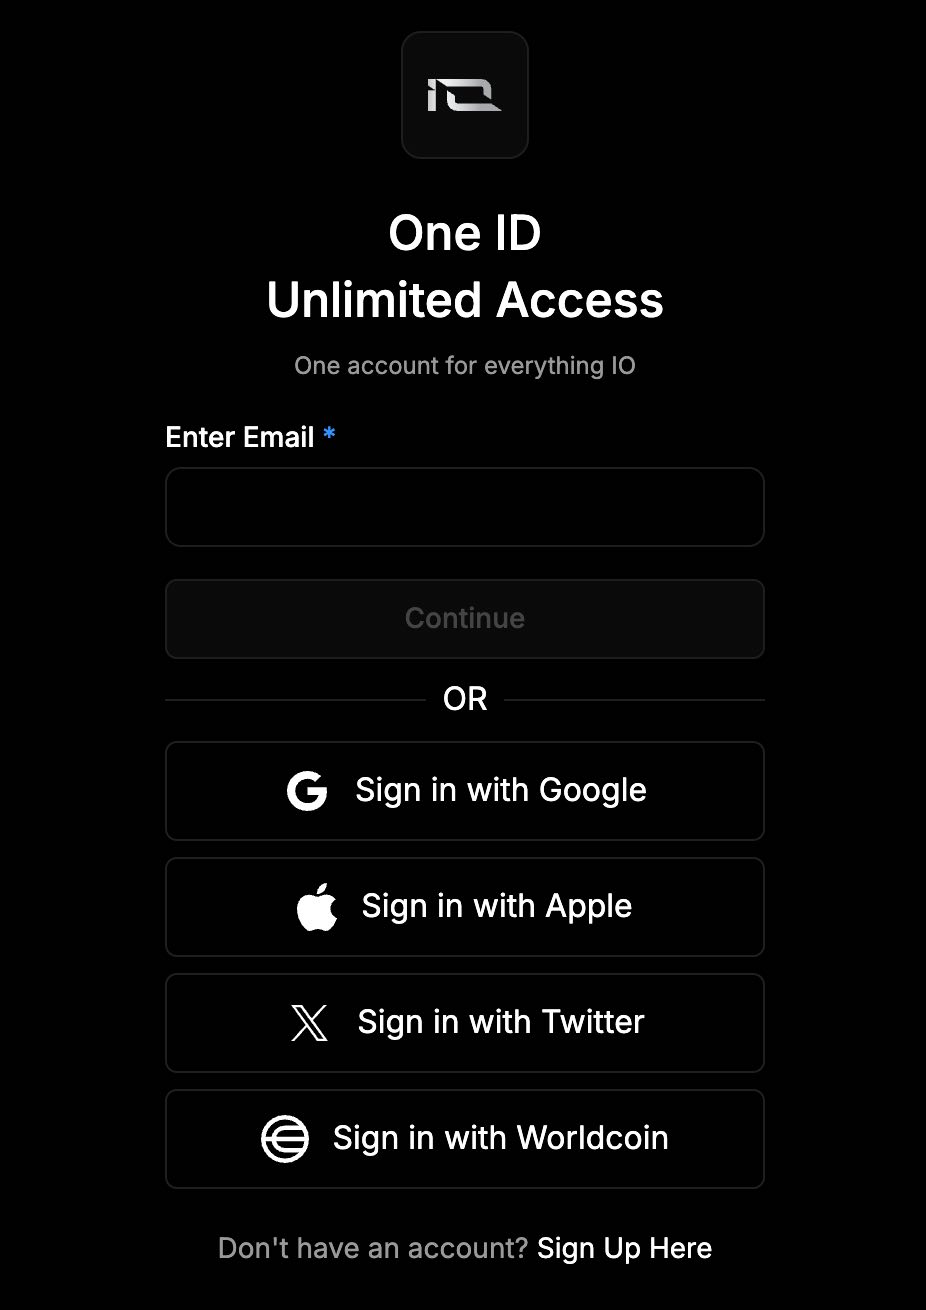 io
One ID
Unlimited Access
One account for everything IO
Enter Email *
Continue
OR
Sign in with Google
Sign in with Apple
Sign in with Twitter
Sign in with Worldcoin
Don't have an account? Sign Up Here